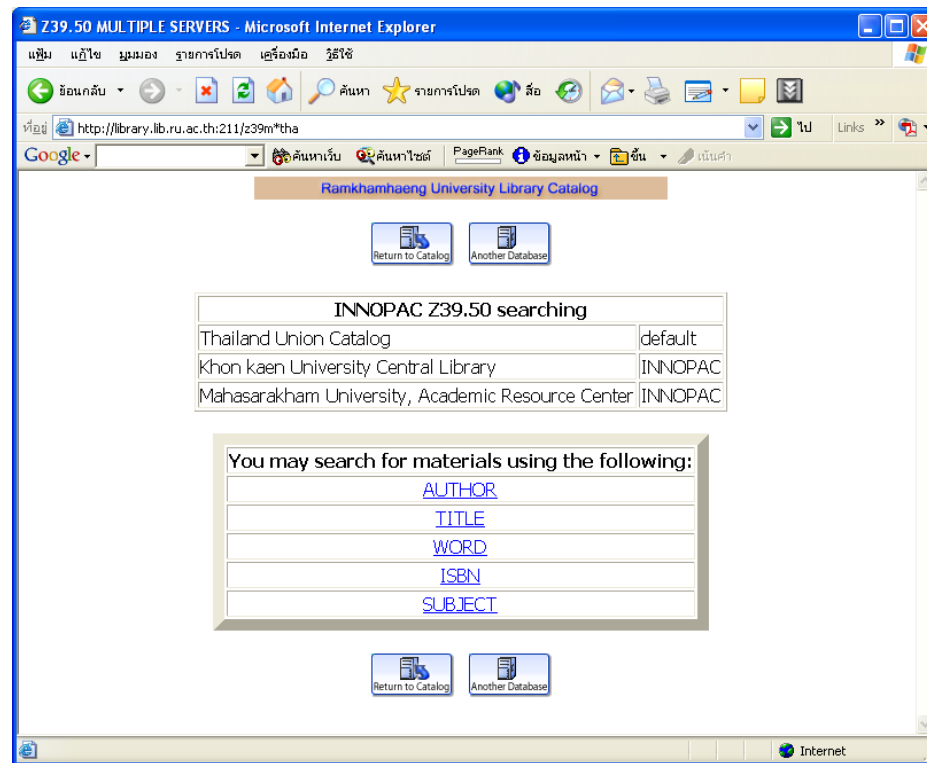 Z39.50 MULTIPLE SERVERS - Microsoft Internet Explorer
แฟ้ม แก้ไข มุมมอง รายการโปรด เครื่องมือ วิธีใช้
ย้อนกลับ ค้นหา รายการโปรด สื่อ
ที่อยู่ http://library.lib.ru.ac.th:211/z39m*tha ไป Links »
Google ค้นหาเว็บ ค้นหาไซต์ PageRank ข้อมูลหน้า ขึ้น เน้นคำ
Ramkhamhaeng University Library Catalog
Return to Catalog Another Database
INNOPAC Z39.50 searching
Thailand Union Catalog default
Khon kaen University Central Library INNOPAC
Mahasarakham University, Academic Resource Center INNOPAC
You may search for materials using the following:
AUTHOR
TITLE
WORD
ISBN
SUBJECT
Return to Catalog Another Database
Internet